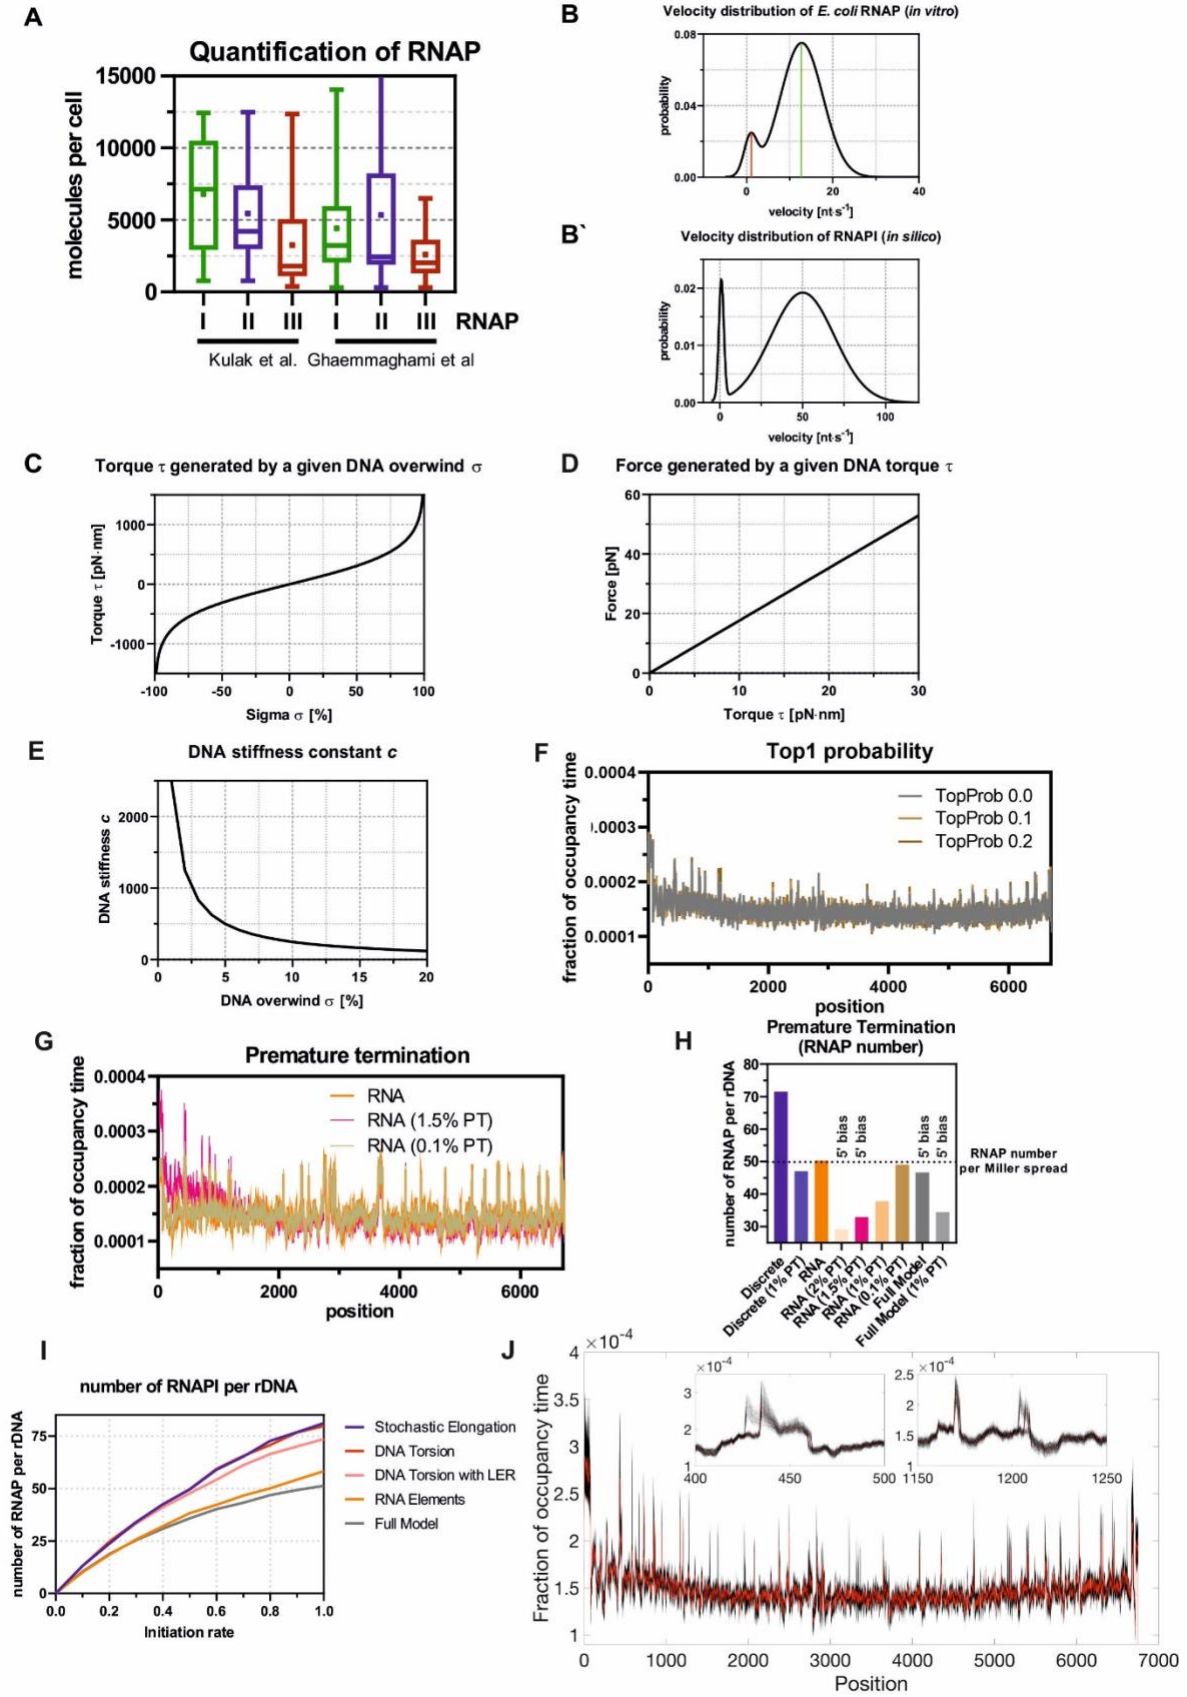 A
Quantification of RNAP
molecules per cell
15000
10000
5000
0
I II III I II III RNAP
Kulak et al. Ghaemmaghami et al
B
Velocity distribution of E. coli RNAP (in vitro)
probability
0.08
0.04
0.00
0 20 40
velocity [nt·s-1]
B`
Velocity distribution of RNAPI (in silico)
probability
0.02
0.01
0.00
0 50 100
velocity [nt·s-1]
C
Torque τ generated by a given DNA overwind σ
Torque τ [pN·nm]
1000
0
-1000
-100 -50 0 50 100
Sigma σ [%]
D
Force generated by a given DNA torque τ
Force [pN]
60
40
20
0
0 10 20 30
Torque τ [pN·nm]
E
DNA stiffness constant c
DNA stiffness c
2000
1000
0
0 5 10 15 20
DNA overwind σ [%]
F
Top1 probability
fraction of occupancy time
0.0004
.0003
0.0002
0.0001
TopProb 0.0
TopProb 0.1
TopProb 0.2
0 2000 4000 6000
position
G
Premature termination
fraction of occupancy time
0.0004
0.0003
0.0002
0.0001
RNA
RNA (1.5% PT)
RNA (0.1% PT)
0 2000 4000 6000
position
H
Premature Termination
(RNAP number)
number of RNAP per rDNA
80
70
60
50
40
30
5' bias
5' bias
5' bias
5' bias
RNAP number
per Miller spread
Discrete
Discrete (1% PT)
RNA
RNA (2% PT)
RNA (1.5% PT)
RNA (1% PT)
RNA (0.1% PT)
Full Model
Full Model (1% PT)
I
number of RNAPI per rDNA
number of RNAP per rDNA
75
50
25
0
0.0 0.2 0.4 0.6 0.8 1.0
Initiation rate
Stochastic Elongation
DNA Torsion
DNA Torsion with LER
RNA Elements
Full Model
J
×10-4
Fraction of occupancy time
4
3.5
3
2.5
2
1.5
1
0 1000 2000 3000 4000 5000 6000 7000
Position
×10-4
3
2
1
400 450 500
×10-4
2.5
2
1.5
1
1150 1200 1250